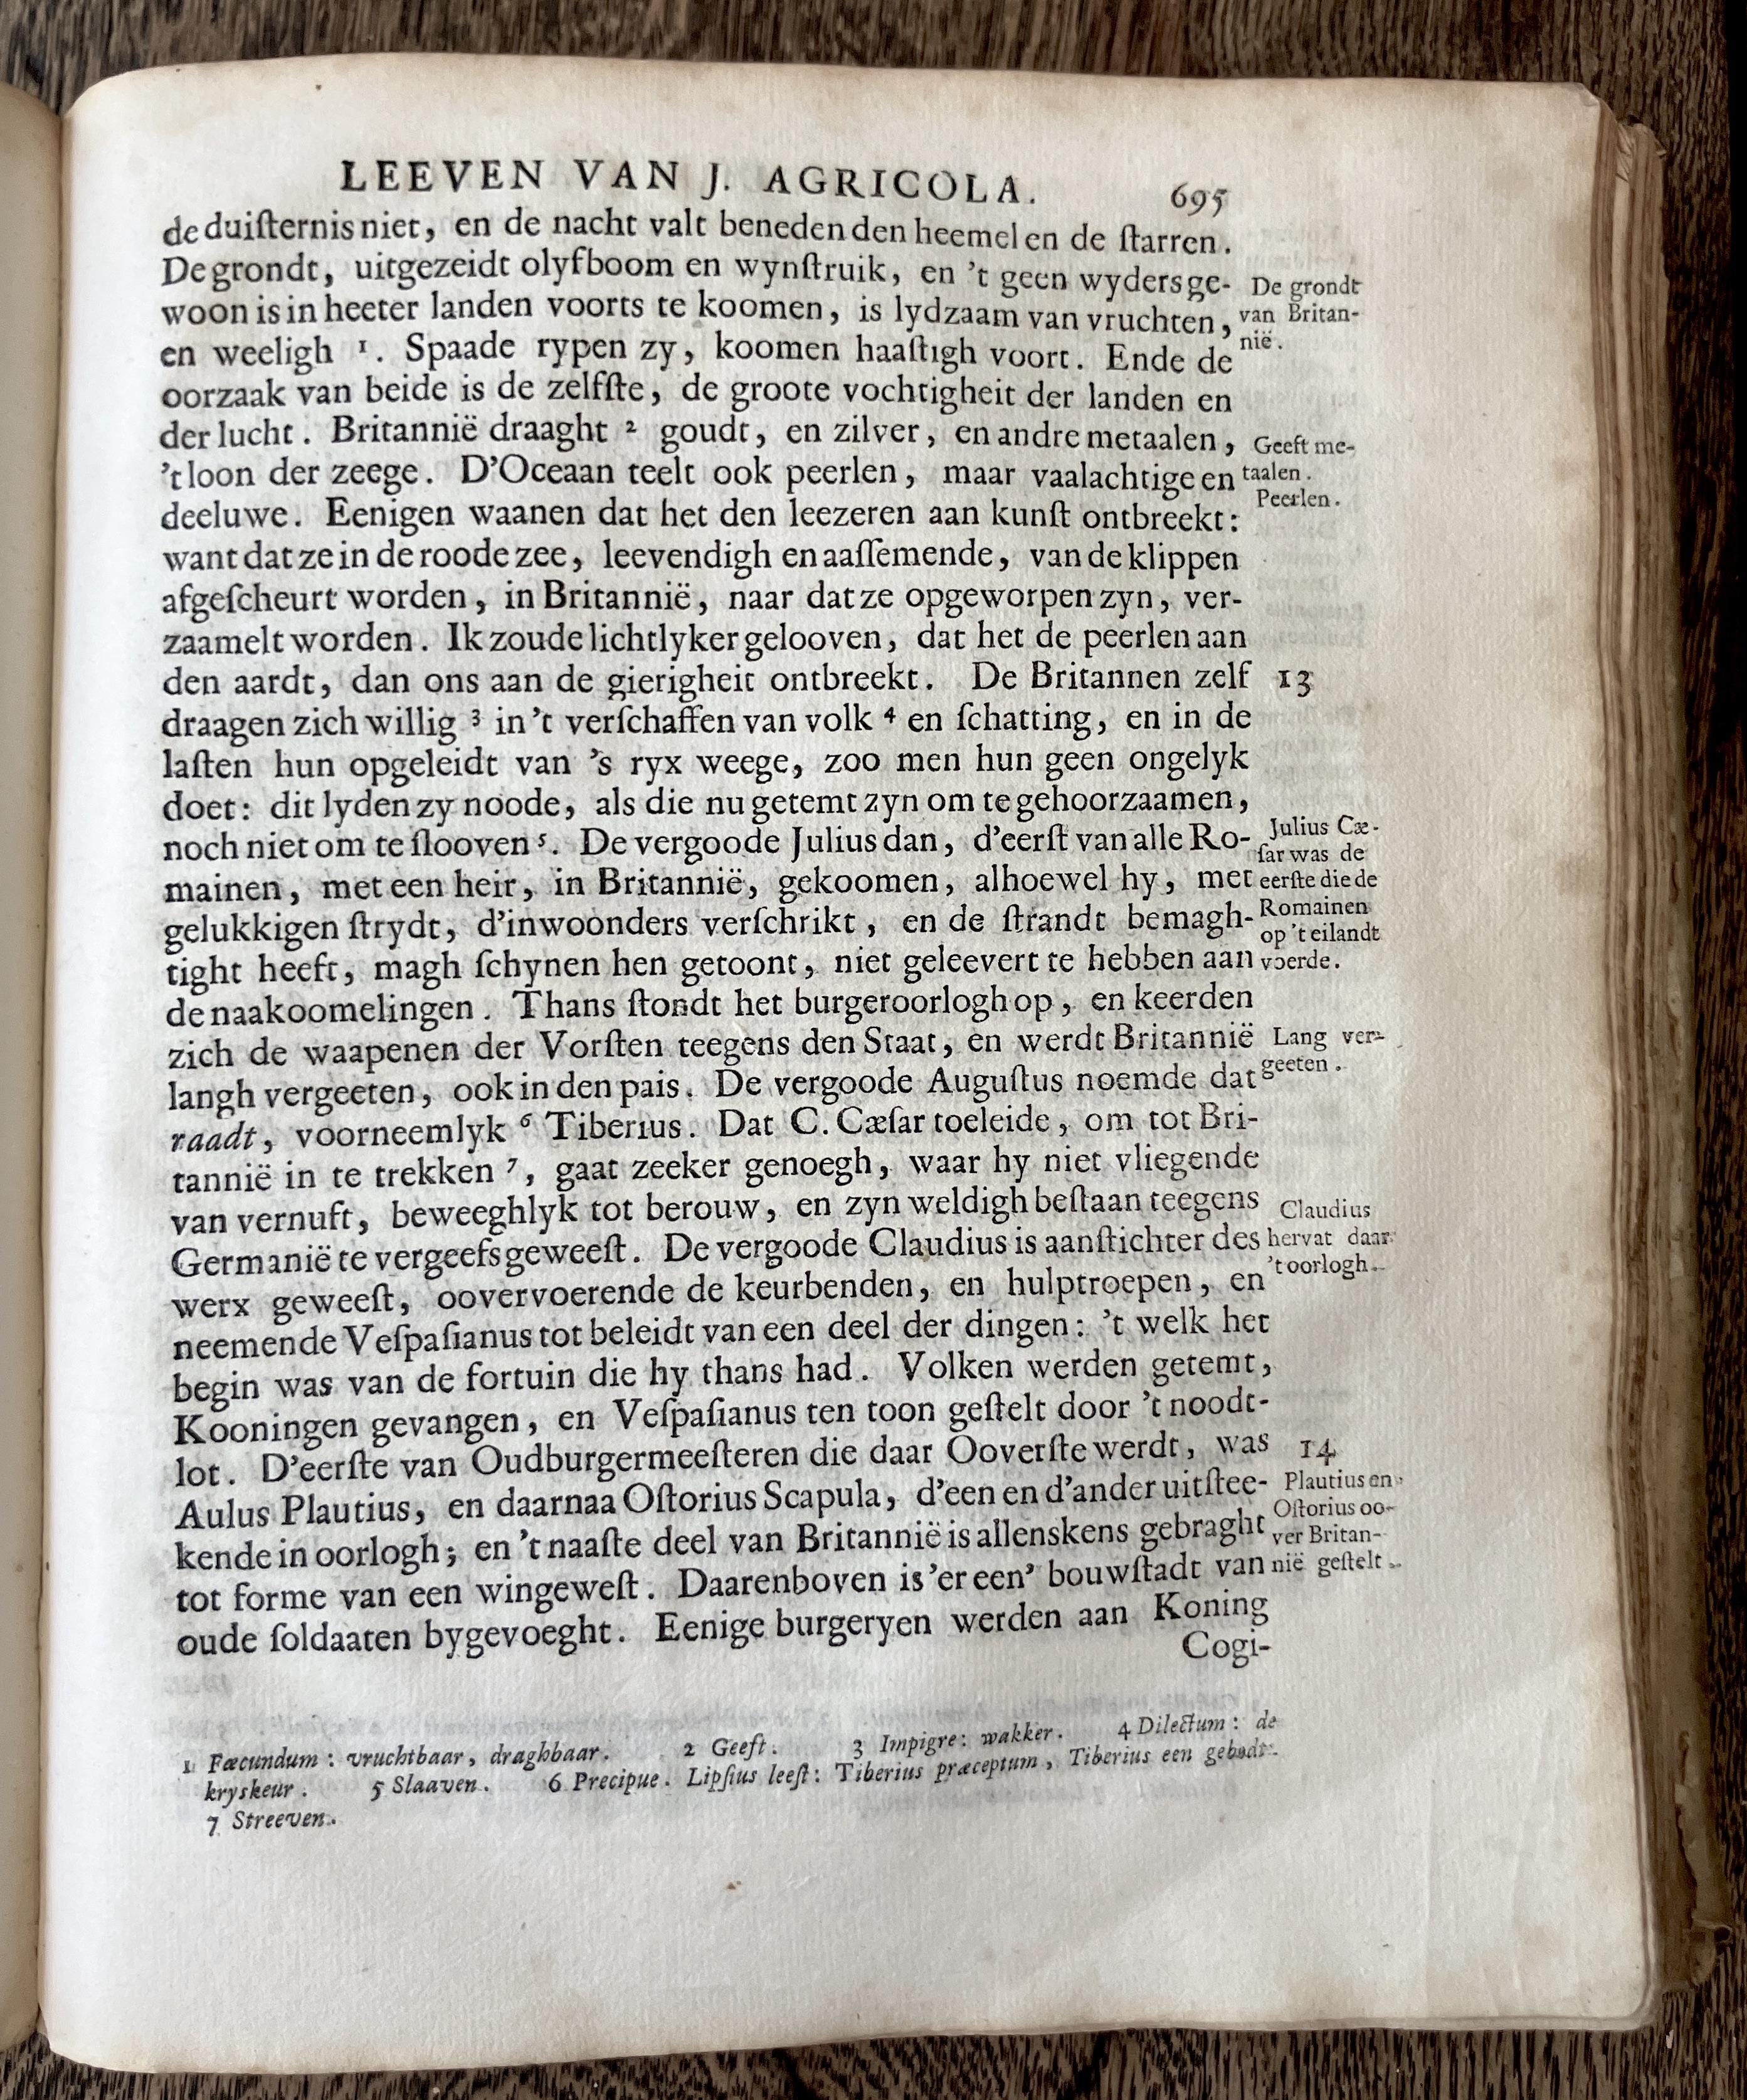 LEEVEN VAN J. AGRICOLA. 695
de duiſternis niet, en de nacht valt beneden den heemel en de ſtarren.
De grondt, uitgezeidt olyfboom en wynſtruik, en 't geen wyders ge-
woon is in heeter landen voorts te koomen, is lydzaam van vruchten,
en weeligh 1. Spaade rypen zy, koomen haaſtigh voort. Ende de
oorzaak van beide is de zelfſte, de groote vochtigheit der landen en
der lucht. Britannië draaght 2 goudt, en zilver, en andre metaalen,
't loon der zeege. D'Oceaan teelt ook peerlen, maar vaalachtige en
deeluwe. Eenigen waanen dat het den leezeren aan kunſt ontbreekt:
want dat ze in de roode zee, leevendigh en aaſſemende, van de klippen
afgeſcheurt worden, in Britannië, naar dat ze opgeworpen zyn, ver-
zaamelt worden. Ik zoude lichtlyker gelooven, dat het de peerlen aan
den aardt, dan ons aan de gierigheit ontbreekt. De Britannen zelf
draagen zich willig 3 in 't verſchaffen van volk 4 en ſchatting, en in de
laſten hun opgeleidt van 's ryx weege, zoo men hun geen ongelyk
doet: dit lyden zy noode, als die nu getemt zyn om te gehoorzaamen,
noch niet om te ſlooven 5. De vergoode Julius dan, d'eerſt van alle Ro-
mainen, met een heir, in Britannië, gekoomen, alhoewel hy, met
gelukkigen ſtrydt, d'inwoonders verſchrikt, en de ſtrandt bemagh-
tight heeft, magh ſchynen hen getoont, niet geleevert te hebben aan
de naakoomelingen. Thans ſtondt het burgeroorlogh op, en keerden
zich de waapenen der Vorſten teegens den Staat, en werdt Britannië
langh vergeeten, ook in den pais. De vergoode Auguſtus noemde dat
raadt, voorneemlyk 6 Tiberius. Dat C. Cæſar toeleide, om tot Bri-
tannië in te trekken 7, gaat zeeker genoegh, waar hy niet vliegende
van vernuft, beweeghlyk tot berouw, en zyn weldigh beſtaan teegens
Germanië te vergeefs geweeſt. De vergoode Claudius is aanſtichter des
werx geweeſt, oovervoerende de keurbenden, en hulptroepen, en
neemende Veſpaſianus tot beleidt van een deel der dingen: 't welk het
begin was van de fortuin die hy thans had. Volken werden getemt,
Kooningen gevangen, en Veſpaſianus ten toon geſtelt door 't noodt-
lot. D'eerſte van Oudburgermeeſteren die daar Ooverſte werdt, was
Aulus Plautius, en daarnaa Oſtorius Scapula, d'een en d'ander uitſtee-
kende in oorlogh; en 't naaſte deel van Britannië is allenskens gebraght
tot forme van een wingeweſt. Daarenboven is 'er een' bouwſtadt van
oude ſoldaaten bygevoeght. Eenige burgeryen werden aan Koning
Cogi-
De grondt
van Britan-
nië.
Geeft me-
taalen.
Peerlen.
13
Julius Cæ-
ſar was de
eerſte die de
Romainen
op 't eilandt
voerde.
Lang ver-
geeten.
Claudius
hervat daar
't oorlogh.
14
Plautius en
Oſtorius oo-
ver Britan-
nië geſtelt.
1 Fœcundum: vruchtbaar, draghbaar. 2 Geeft. 3 Impigre: wakker. 4 Dilectum: de
kryskeur. 5 Slaaven. 6 Precipue. Lipſius leeſt: Tiberius præceptum, Tiberius een gebodt.
7 Streeven.